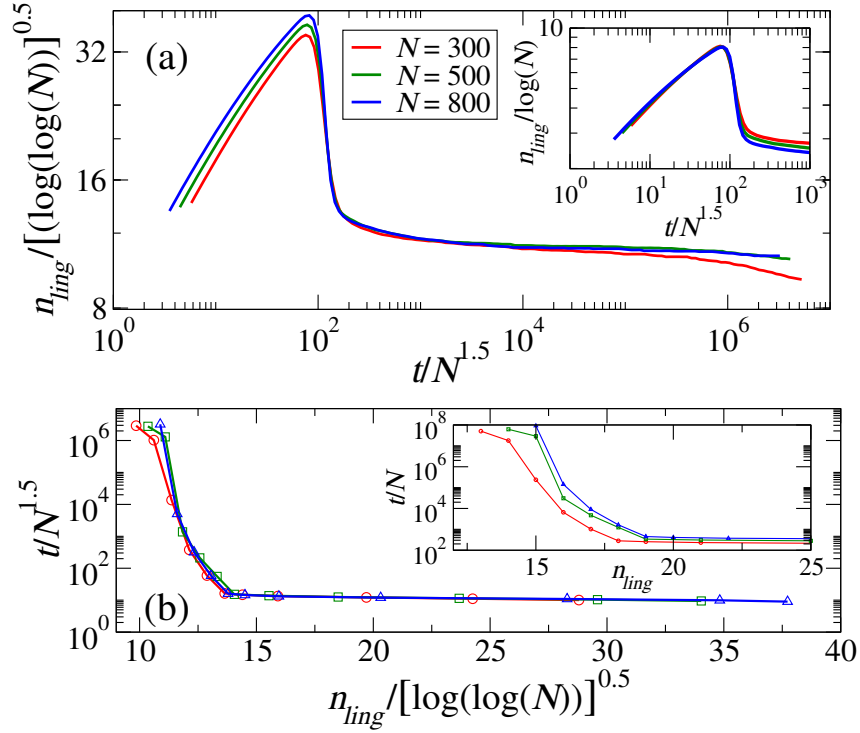 (a)
N = 300
N = 500
N = 800
n_ling/[(log(log(N))]^0.5
32
16
8
10^0
10^2
10^4
10^6
t/N^1.5
n_ling/log(N)
10
10^0
10^1
10^2
10^3
t/N^1.5
(b)
t/N^1.5
10^6
10^4
10^2
10^0
10
15
20
25
30
35
40
n_ling/[log(log(N))]^0.5
t/N
10^8
10^6
10^4
10^2
15
20
25
n_ling